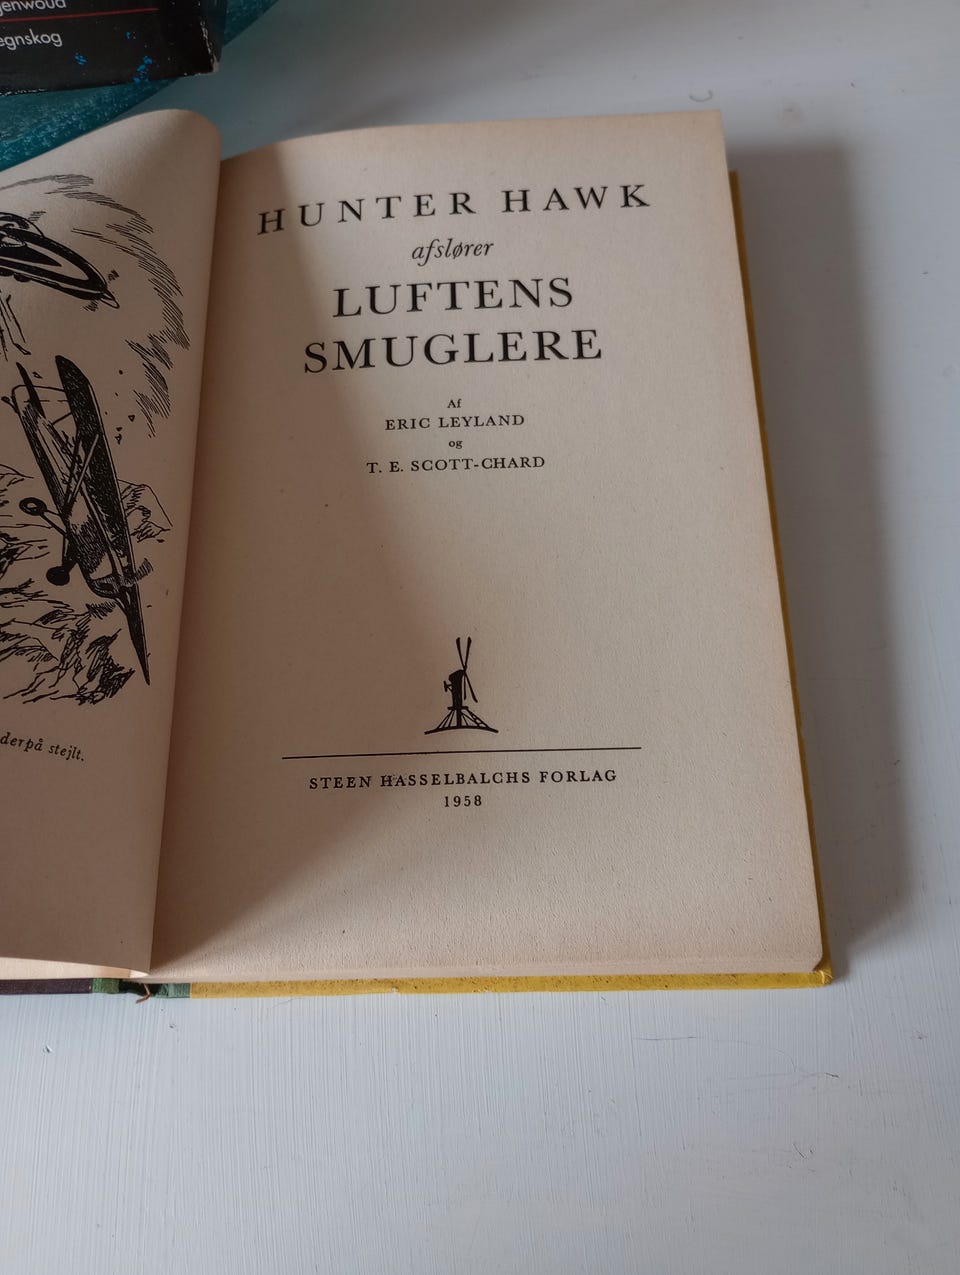 egnskog
derpå stejlt.
HUNTER HAWK
afslører
LUFTENS
SMUGLERE
Af
ERIC LEYLAND
og
T. E. SCOTT-CHARD
STEEN HASSELBALCHS FORLAG
1958